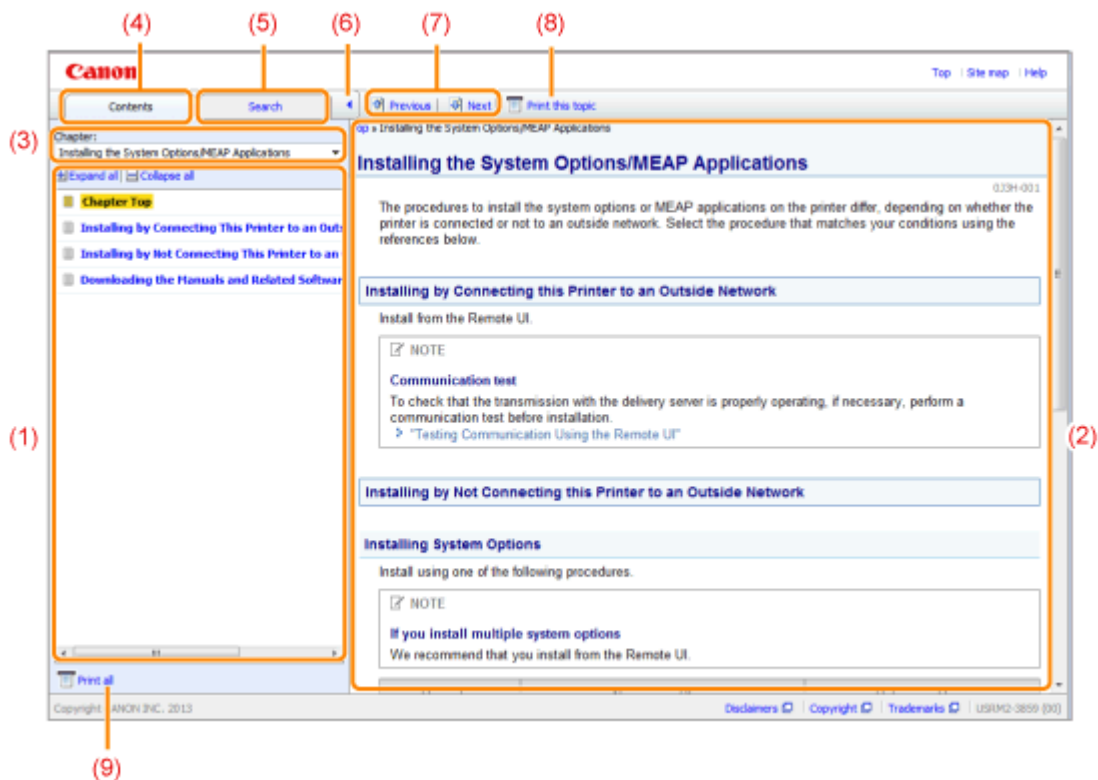 (4) (5) (6) (7) (8)
Canon
Top Site map Help
Contents Search Previous Next Print this topic
(3)
Chapter:
Installing the System Options/MEAP Applications
Expand all Collapse all
Chapter Top
Installing by Connecting This Printer to an Out
Installing by Not Connecting This Printer to an
Downloading the Manuals and Related Softwar
(1)
Print all
op » Installing the System Options/MEAP Applications
Installing the System Options/MEAP Applications
0J3H-001
The procedures to install the system options or MEAP applications on the printer differ, depending on whether the
printer is connected or not to an outside network. Select the procedure that matches your conditions using the
references below.
Installing by Connecting this Printer to an Outside Network
Install from the Remote UI.
NOTE
Communication test
To check that the transmission with the delivery server is properly operating, if necessary, perform a
communication test before installation.
"Testing Communication Using the Remote UI"
(2)
Installing by Not Connecting this Printer to an Outside Network
Installing System Options
Install using one of the following procedures.
NOTE
If you install multiple system options
We recommend that you install from the Remote UI.
Copyright ANON INC. 2013
Disclaimers Copyright Trademarks USRM2-3859 (00)
(9)